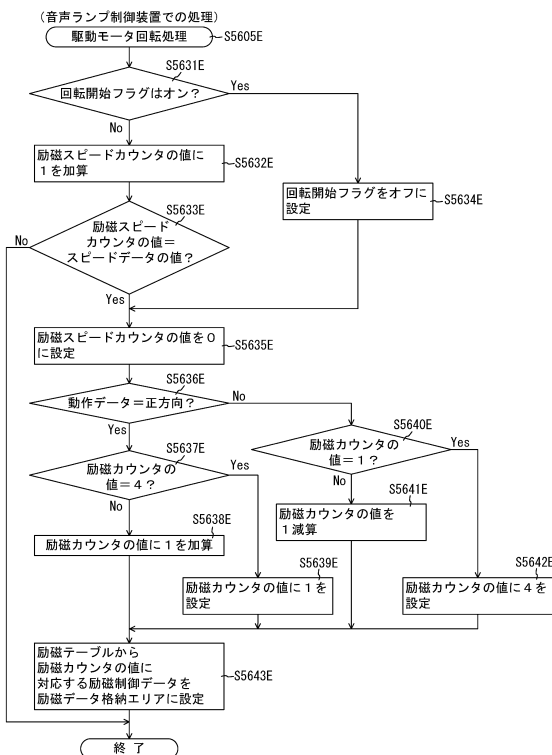 (音声ランプ制御装置での処理)
駆動モータ回転処理
S5605E
S5631E
回転開始フラグはオン?
Yes
No
励磁スピードカウンタの値に
1を加算
S5632E
回転開始フラグをオフに
設定
S5634E
S5633E
励磁スピード
カウンタの値=
スピードデータの値?
No
Yes
励磁スピードカウンタの値を0
に設定
S5635E
S5636E
動作データ=正方向?
No
Yes
S5640E
励磁カウンタの
値=1?
Yes
No
S5637E
励磁カウンタの
値=4?
Yes
No
S5641E
励磁カウンタの値を
1減算
S5638E
励磁カウンタの値に1を加算
S5639E
励磁カウンタの値に1を
設定
S5642E
励磁カウンタの値に4を
設定
励磁テーブルから
励磁カウンタの値に
対応する励磁制御データを
励磁データ格納エリアに設定
S5643E
終 了